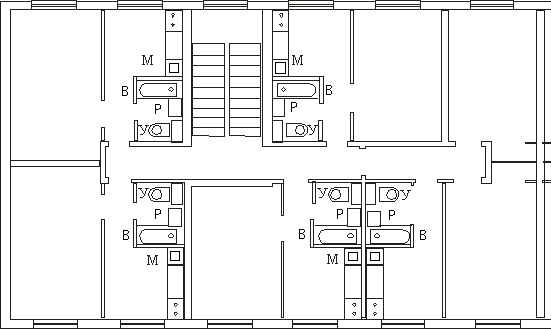 М М
В В
Р Р
У У
У У У
Р Р Р
В В В
М М